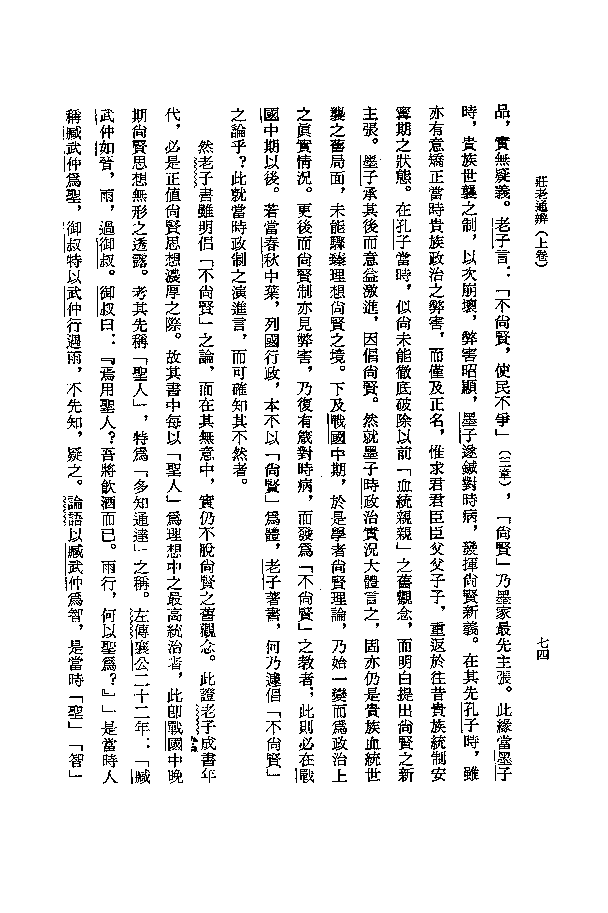 莊老通辨（上卷）
七四
品，實無疑義。老子言：「不尙賢，使民不爭」（三章），「尙賢」乃墨家最先主張。此緣當墨子
時，貴族世襲之制，以次崩壞，弊害昭顯，墨子遂鍼對時病，發揮尙賢新義。在其先孔子時，雖
亦有意矯正當時貴族政治之弊害，而僅及正名，惟求君君臣臣父父子子，重返於往昔貴族統制安
甯期之狀態。在孔子當時，似尙未能徹底破除以前「血統親親」之舊觀念，而明白提出尙賢之新
主張。墨子承其後而意益激進，因倡尙賢。然就墨子時政治實況大體言之，固亦仍是貴族血統世
襲之舊局面，未能驟臻理想尙賢之境。下及戰國中期，於是學者尙賢理論，乃始一變而爲政治上
之眞實情況。更後而尙賢制亦見弊害，乃復有箴對時病，而發爲「不尙賢」之教者；此則必在戰
國中期以後。若當春秋中葉，列國行政，本不以「尙賢」爲體，老子著書，何乃遽倡「不尙賢」
之論乎？此就當時政制之演進言，而可確知其不然者。
然老子書雖明倡「不尙賢」之論，而在其無意中，實仍不脫尙賢之舊觀念。此證老子成書年
代，必是正值尙賢思想濃厚之際。故其書中每以「聖人」爲理想中之最高統治者，此卽戰國中晚
期尙賢思想無形之透露。考其先稱「聖人」，特爲「多知通達」之稱。左傳襄公二十二年：「臧
武仲如晉，雨，過御叔。御叔曰：『焉用聖人？吾將飲酒而已。雨行，何以聖爲？』」是當時人
稱臧武仲爲聖，御叔特以武仲行遇雨，不先知，疑之。論語以臧武仲爲智，是當時「聖」「智」